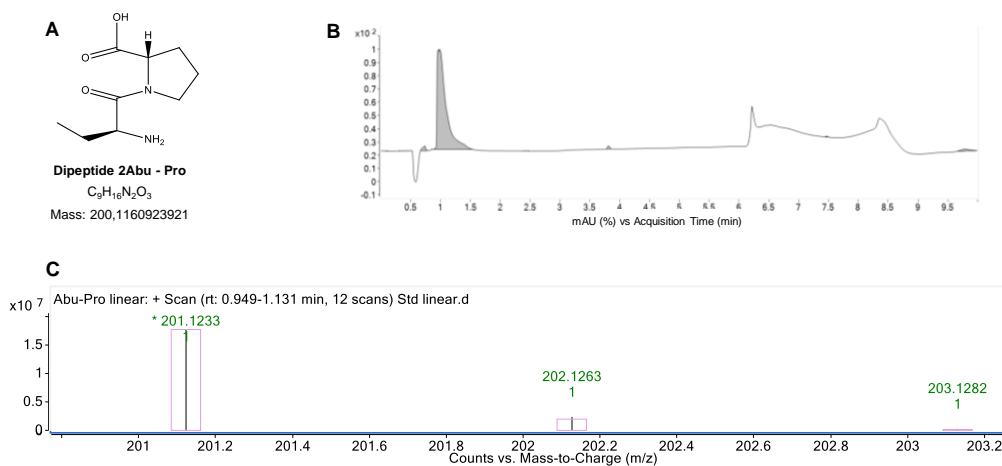 A
OH
H
O
O
N
NH₂
Dipeptide 2Abu - Pro
C₉H₁₆N₂O₃
Mass: 200,1160923921
B
x10²
1
0.9
0.8
0.7
0.6
0.5
0.4
0.3
0.2
0.1
0
-0.1
0.5 1 1.5 2 2.5 3 3.5 4 4.5 5 5.5 6 6.5 7 7.5 8 8.5 9 9.5
mAU (%) vs Acquisition Time (min)
C
x10 7
Abu-Pro linear: + Scan (rt: 0.949-1.131 min, 12 scans) Std linear.d
* 201.1233
1
202.1263
1
203.1282
1
1.5
1
0.5
0
201 201.2 201.4 201.6 201.8 202 202.2 202.4 202.6 202.8 203 203.2
Counts vs. Mass-to-Charge (m/z)